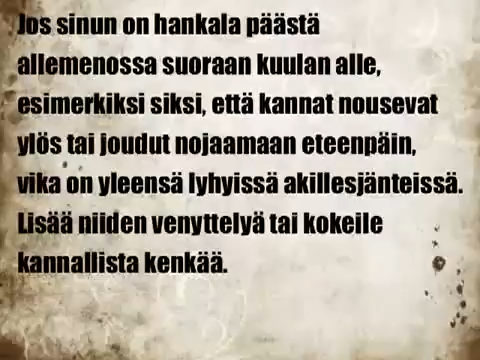 Jos sinun on hankala päästä
allemenossa suoraan kuulan alle,
esimerkiksi siksi, että kannat nousevat
ylös tai joudut nojaamaan eteenpäin,
vika on yleensä lyhyissä akillesjänteissä.
Lisää niiden venyttelyä tai kokeile
kannallista kenkää.